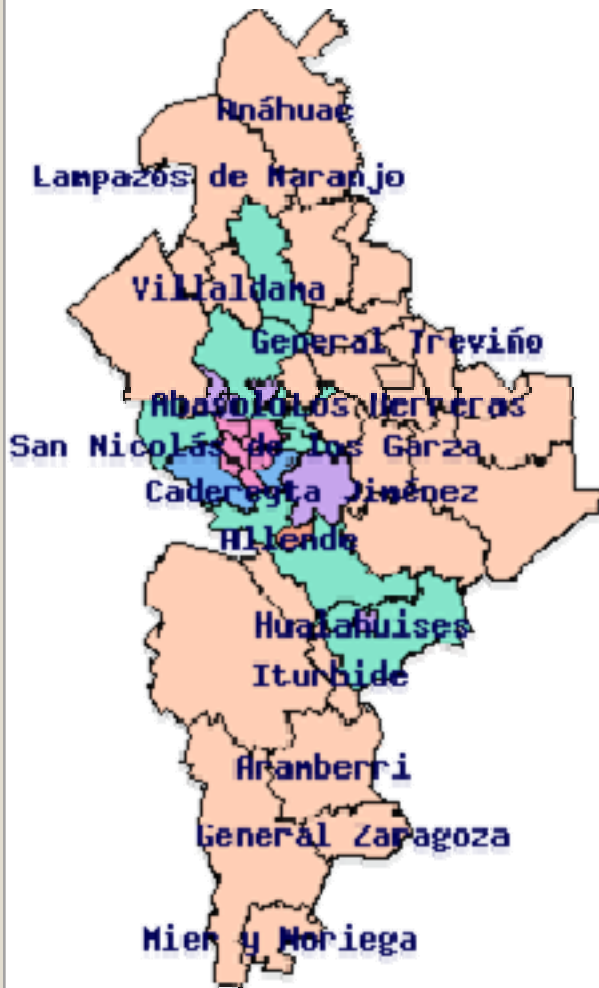 Anáhuac
Lampazos de Naranjo
Villaldama
General Treviño
Los Herreras
San Nicolás de los Garza
Cadereyta Jiménez
Allende
Hualahuises
Iturbide
Aramberri
General Zaragoza
Mier y Noriega